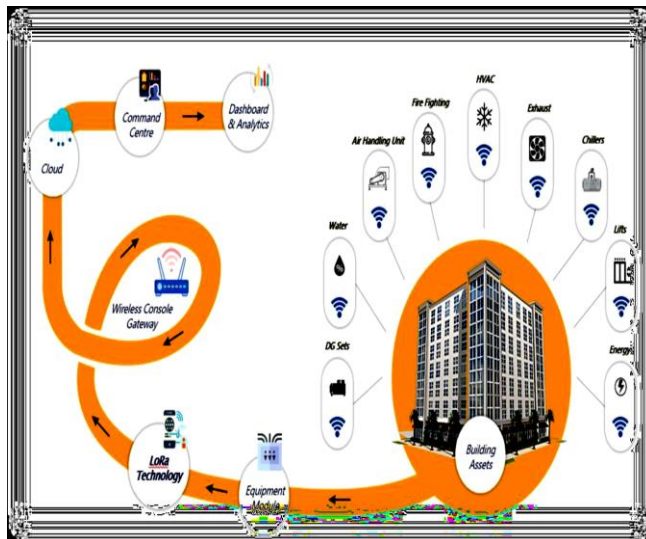 Cloud
Command
Centre
Dashboard
& Analytics
Wireless Console
Gateway
LoRa
Technology
Equipment
Module
Building
Assets
DG Sets
Water
Air Handling Unit
Fire Fighting
HVAC
Exhaust
Chillers
Lifts
Energy